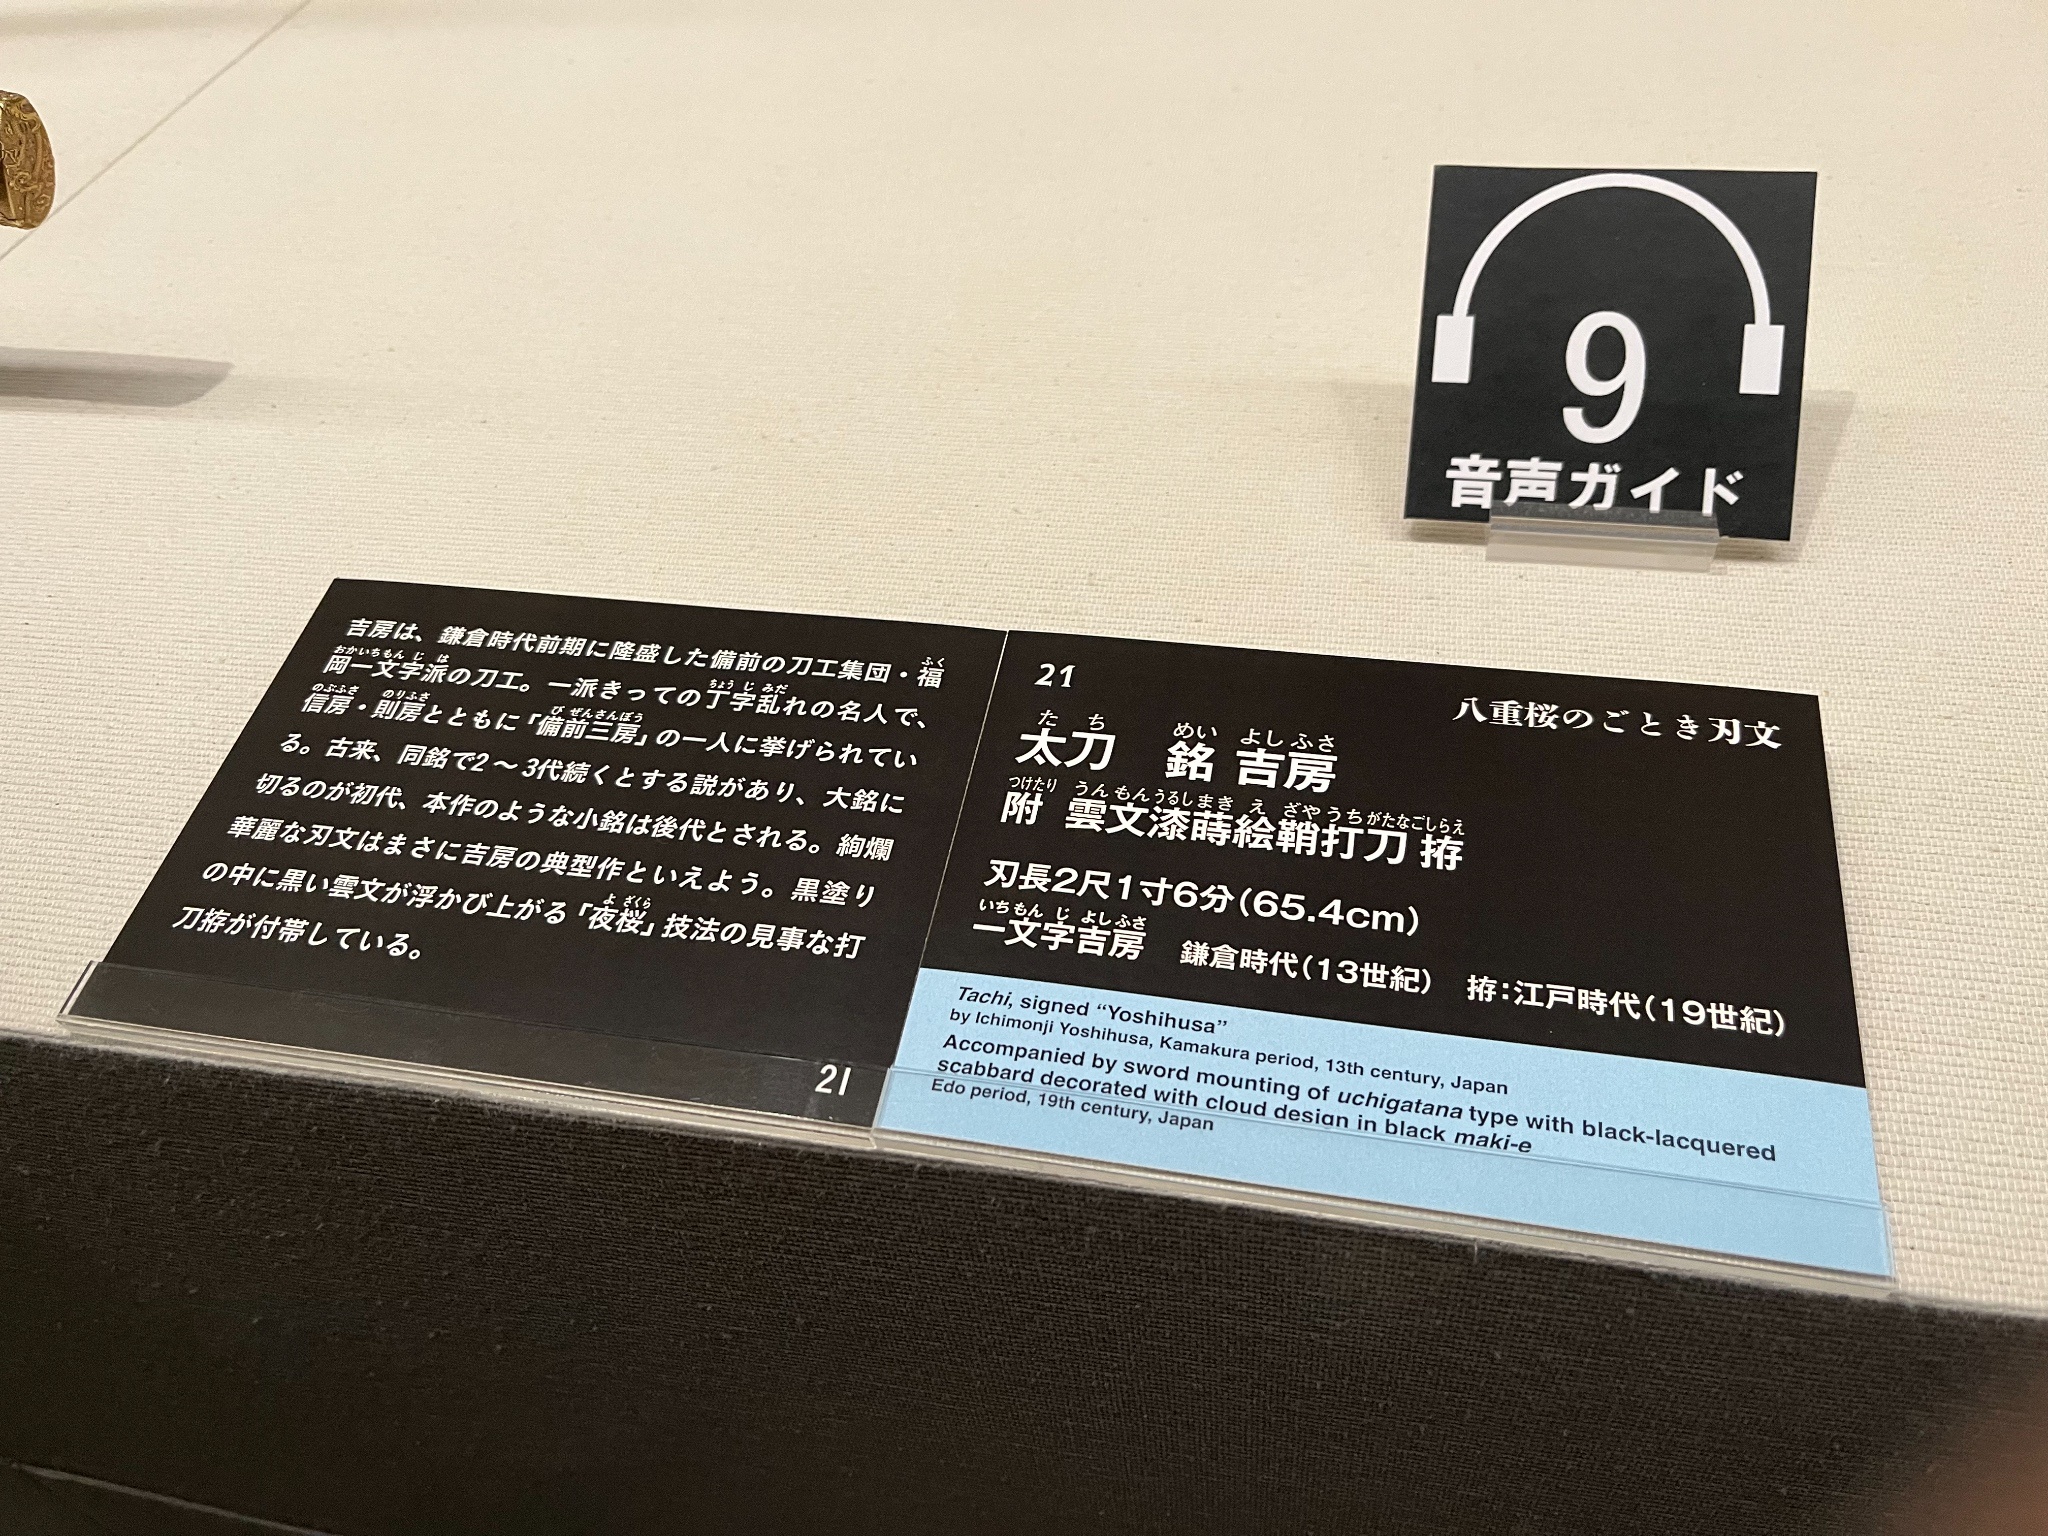 9
音声ガイド
吉房は、鎌倉時代前期に隆盛した備前の刀工集団・福
岡一文字派の刀工。一派きっての丁字乱れの名人で、
信房・則房とともに「備前三房」の一人に挙げられてい
る。古来、同銘で2～3代続くとする説があり、大銘に
切るのが初代、本作のような小銘は後代とされる。絢爛
華麗な刃文はまさに吉房の典型作といえよう。黒塗り
の中に黒い雲文が浮かび上がる「夜桜」技法の見事な打
刀拵が付帯している。
21
21
八重桜のごとき刃文
太刀 銘 吉房
附 雲文漆蒔絵鞘打刀拵
刃長2尺1寸6分(65.4cm)
一文字吉房 鎌倉時代(13世紀) 拵:江戸時代(19世紀)
Tachi, signed “Yoshihusa”
by Ichimonji Yoshihusa, Kamakura period, 13th century, Japan
Accompanied by sword mounting of uchigatana type with black-lacquered
scabbard decorated with cloud design in black maki-e
Edo period, 19th century, Japan